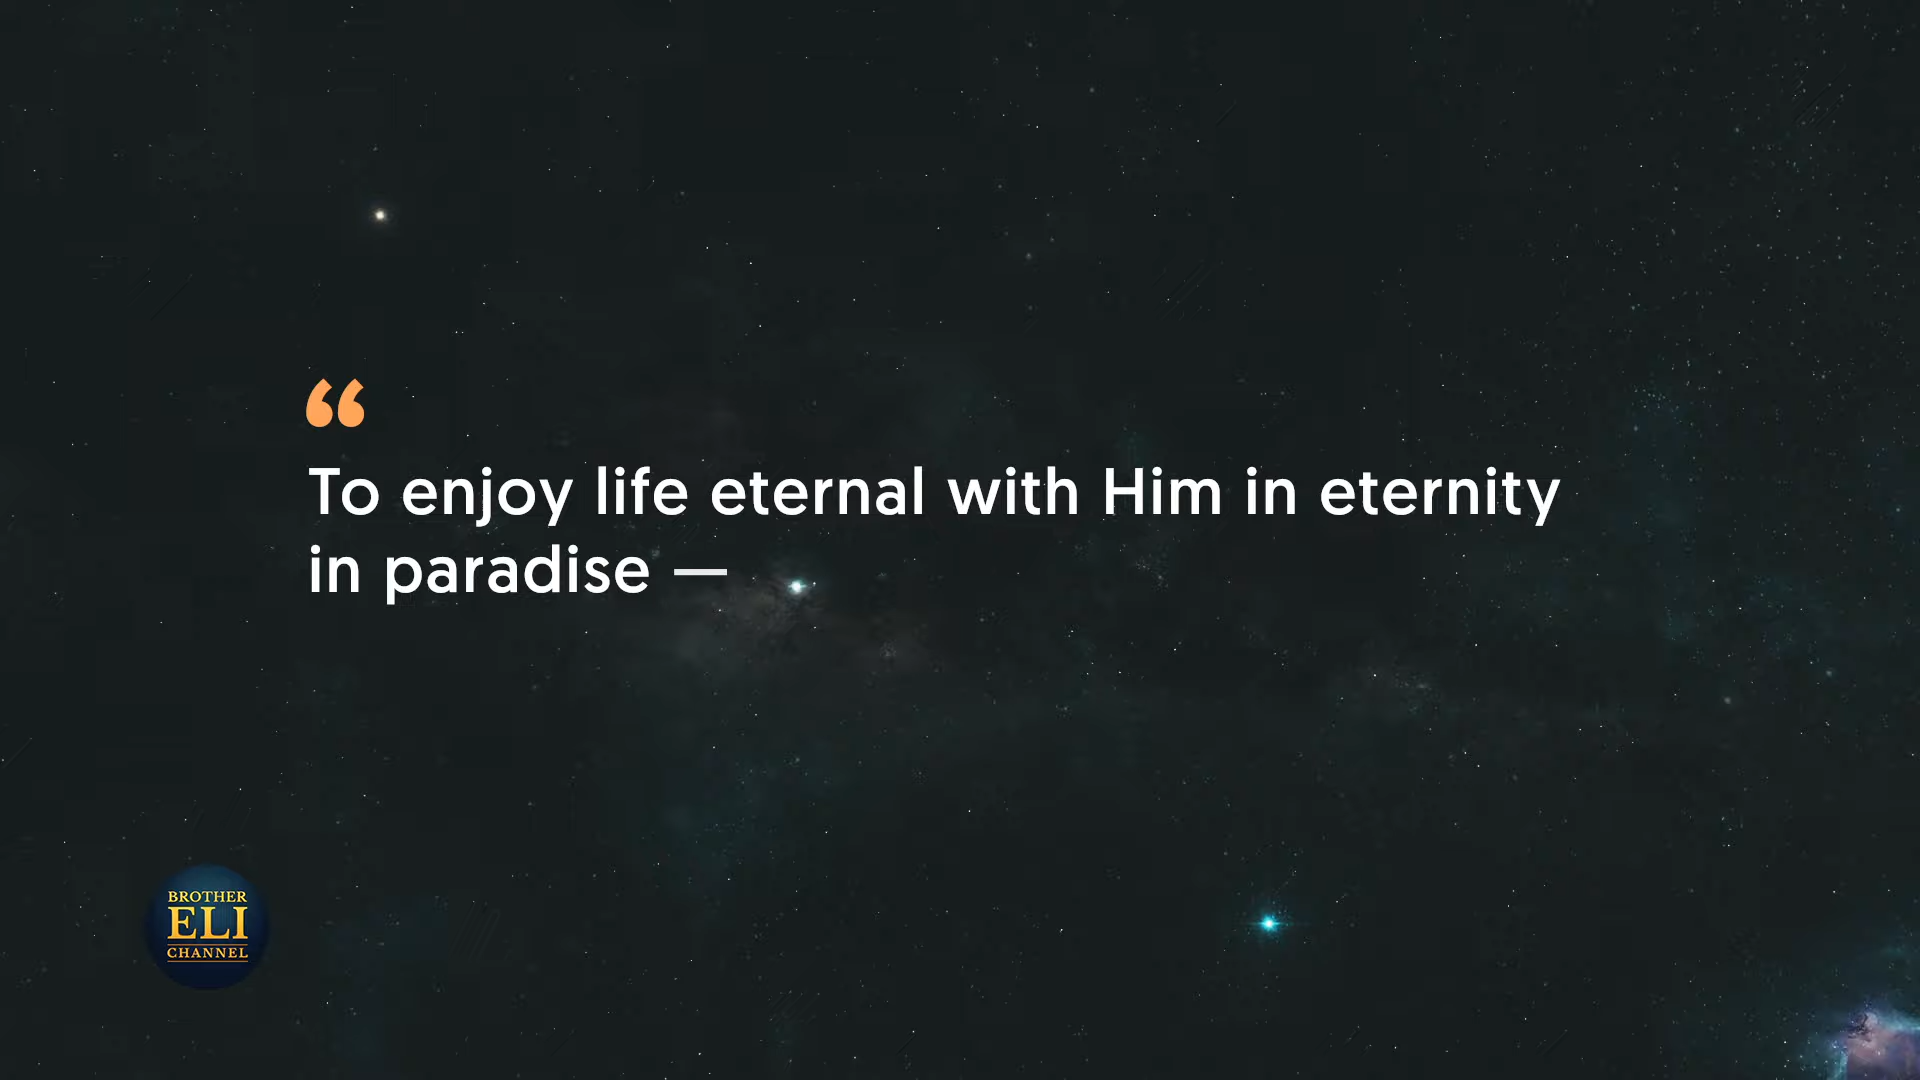 “
To enjoy life eternal with Him in eternity
in paradise —
BROTHER
ELI
CHANNEL